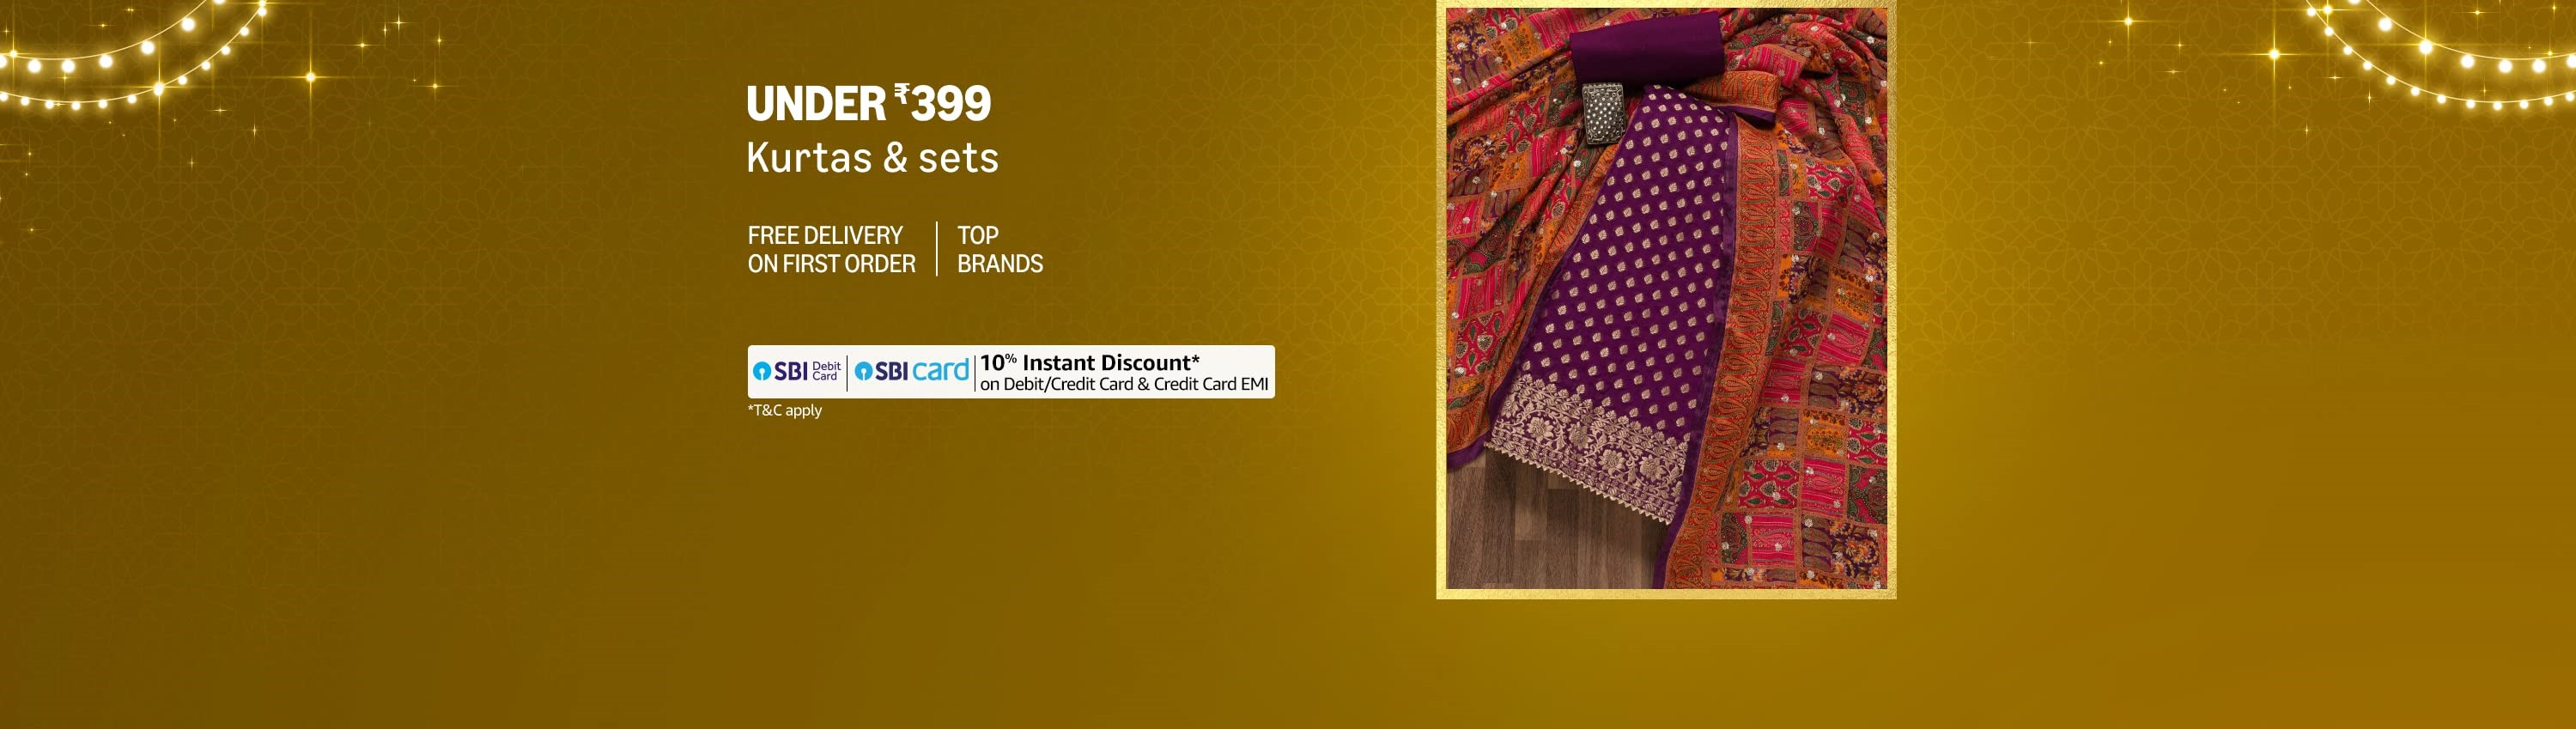 UNDER ₹399
Kurtas & sets
FREE DELIVERY
ON FIRST ORDER
TOP
BRANDS
SBI Debit Card
SBI card
10% Instant Discount*
on Debit/Credit Card & Credit Card EMI
*T&C apply